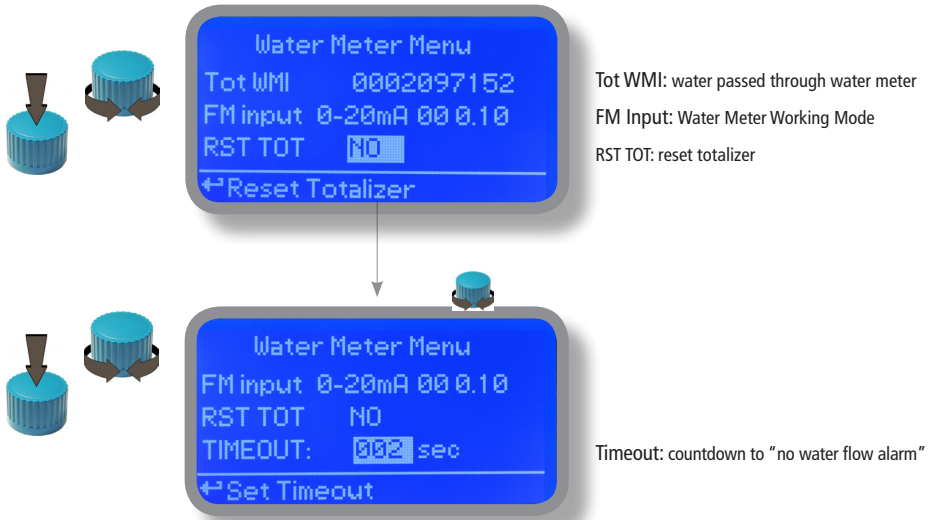 Water Meter Menu
Tot WMI 0002097152
FM input 0-20mA 00 0.10
RST TOT NO
↵Reset Totalizer
Tot WMI: water passed through water meter
FM Input: Water Meter Working Mode
RST TOT: reset totalizer
Water Meter Menu
FM input 0-20mA 00 0.10
RST TOT NO
TIMEOUT: 002 sec
↵Set Timeout
Timeout: countdown to "no water flow alarm"